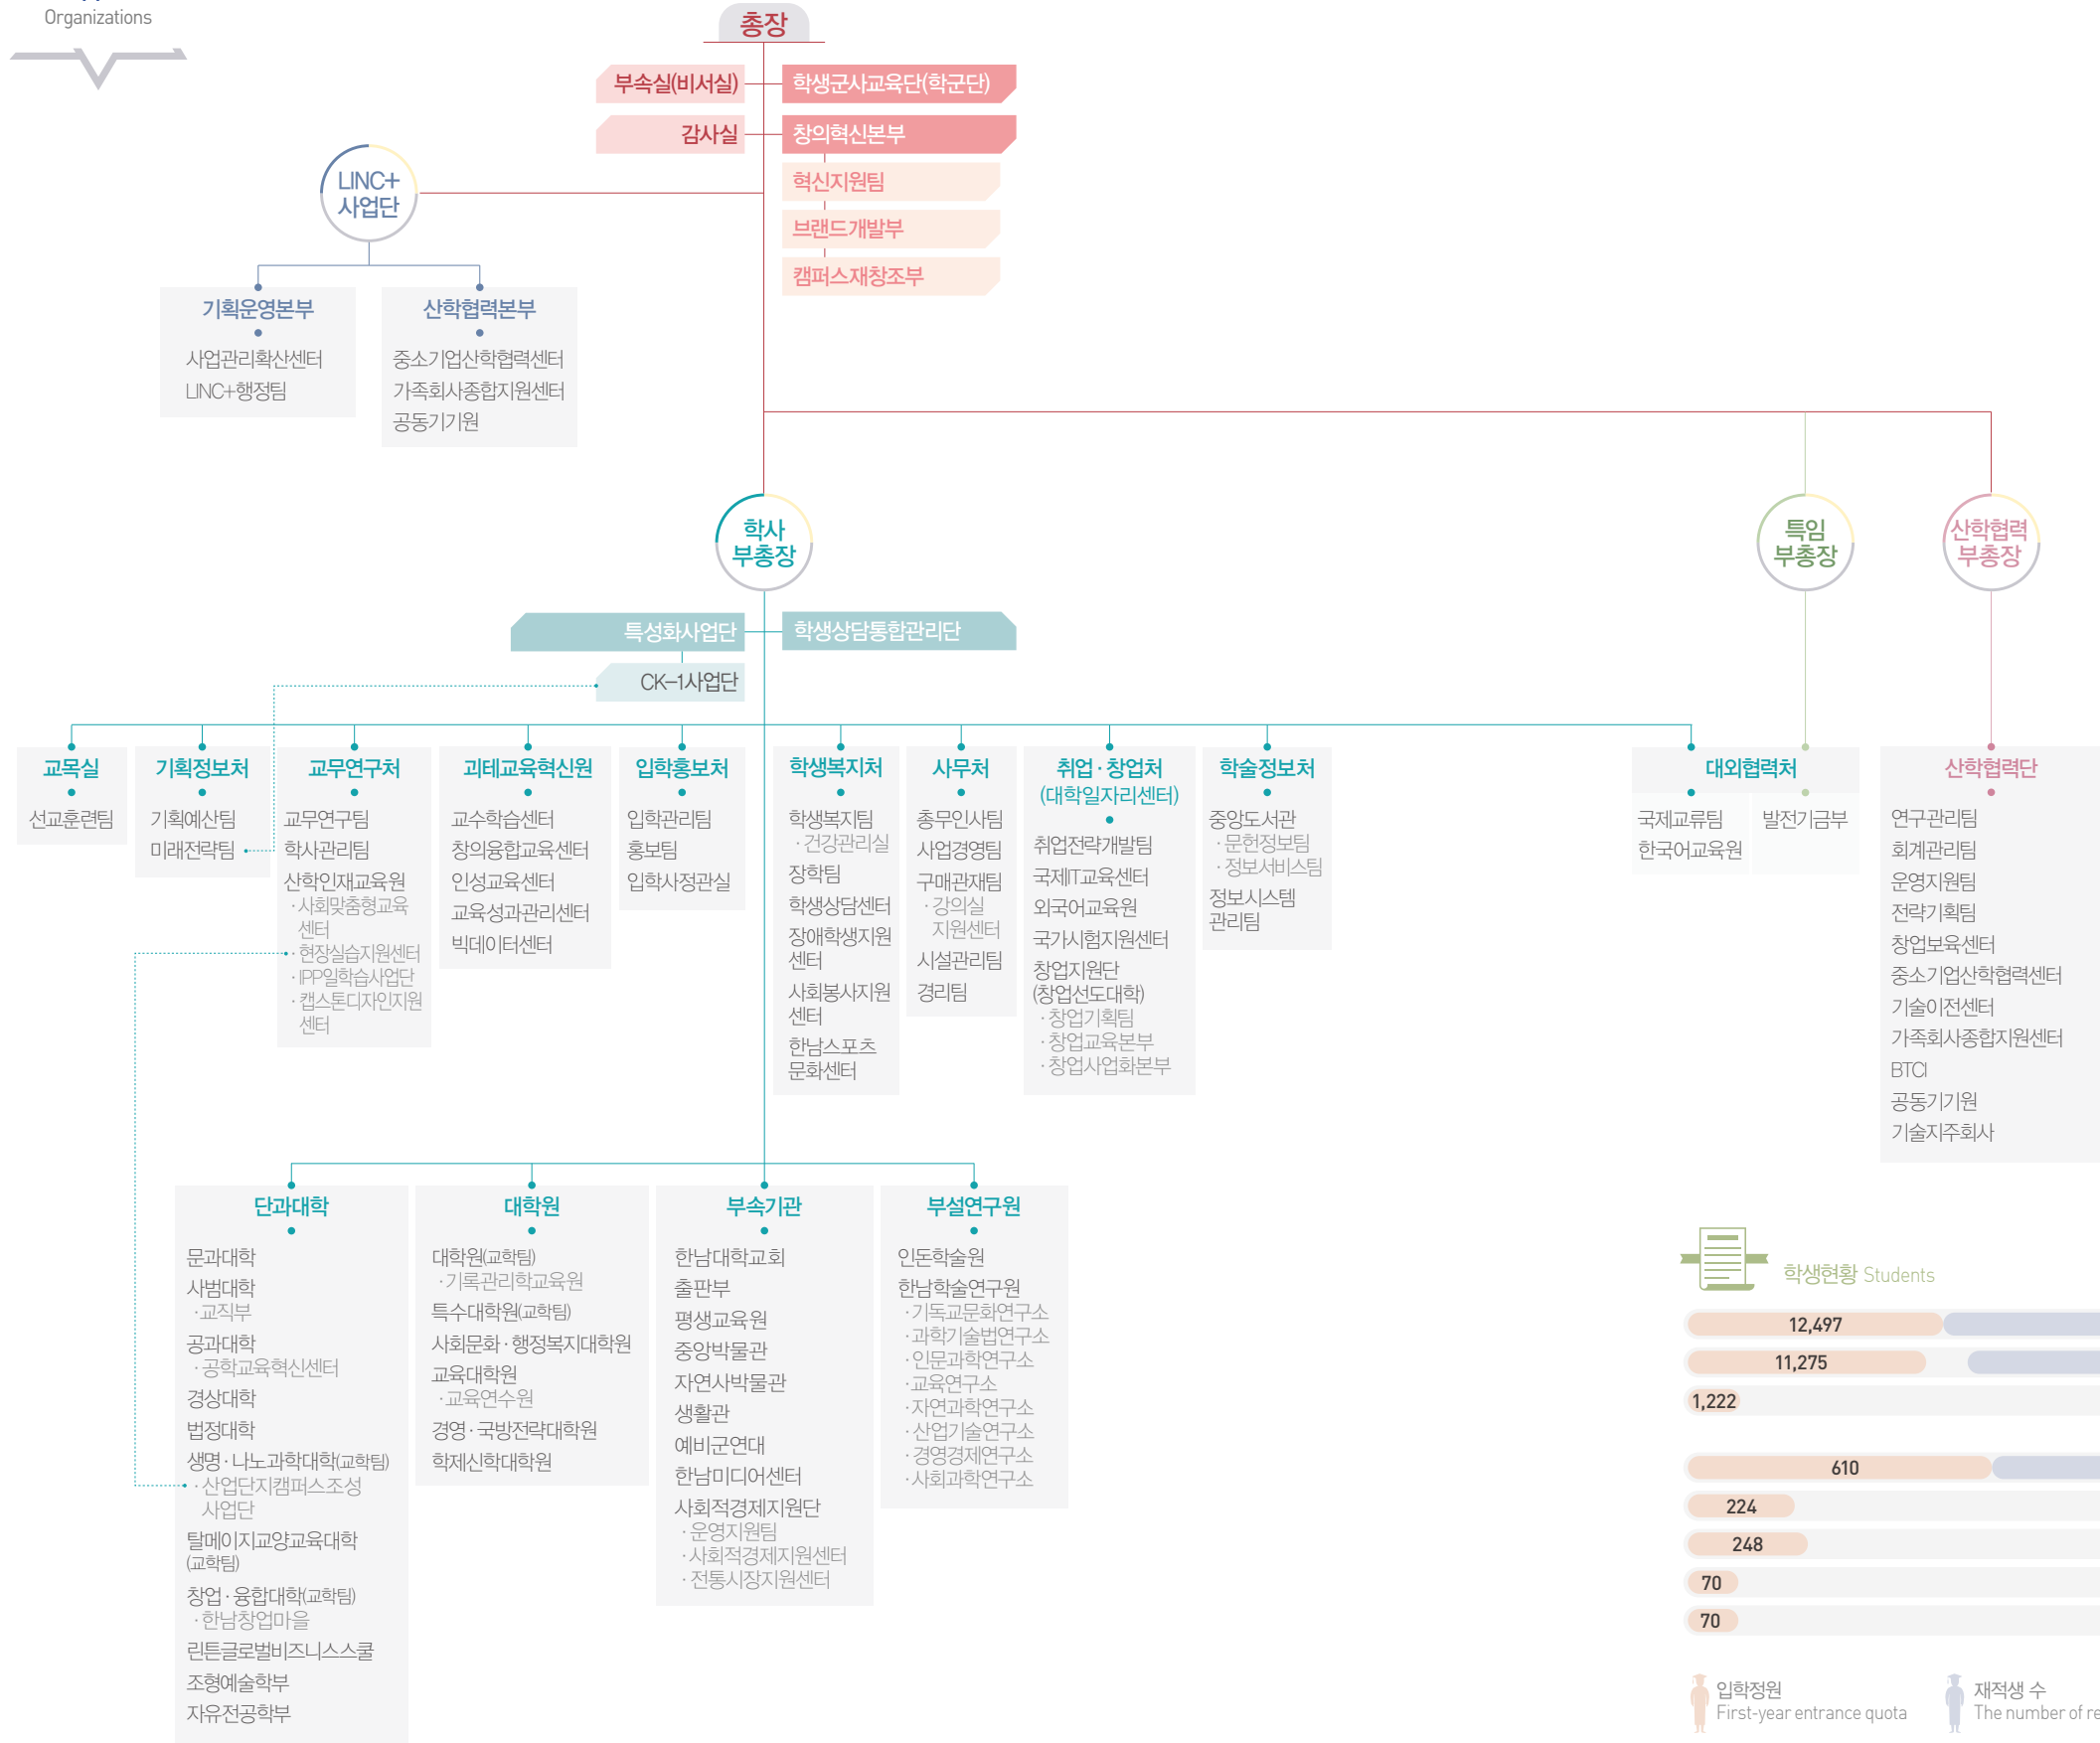 Organizations
총장
부속실(비서실)
학생군사교육단(학군단)
감사실
창의혁신본부
혁신지원팀
브랜드개발부
캠퍼스재창조부
LINC+
사업단
기획운영본부
사업관리확산센터
LINC+행정팀
산학협력본부
중소기업산학협력센터
가족회사종합지원센터
공동기기원
학사
부총장
특임
부총장
산학협력
부총장
특성화사업단
학생상담통합관리단
CK-1사업단
교목실
선교훈련팀
기획정보처
기획예산팀
미래전략팀
교무연구처
교무연구팀
학사관리팀
산학인재교육원
·사회맞춤형교육
센터
·현장실습지원센터
·IPP일학습사업단
·캡스톤디자인지원
센터
괴테교육혁신원
교수학습센터
창의융합교육센터
인성교육센터
교육성과관리센터
빅데이터센터
입학홍보처
입학관리팀
홍보팀
입학사정관실
학생복지처
학생복지팀
·건강관리실
장학팀
학생상담센터
장애학생지원
센터
사회봉사지원
센터
한남스포츠
문화센터
사무처
총무인사팀
사업경영팀
구매관재팀
·강의실
지원센터
시설관리팀
경리팀
취업·창업처
(대학일자리센터)
취업전략개발팀
국제IT교육센터
외국어교육원
국가시험지원센터
창업지원단
(창업선도대학)
·창업기획팀
·창업교육본부
·창업사업화본부
학술정보처
중앙도서관
·문헌정보팀
·정보서비스팀
정보시스템
관리팀
대외협력처
국제교류팀
한국어교육원
발전기금부
산학협력단
연구관리팀
회계관리팀
운영지원팀
전략기획팀
창업보육센터
중소기업산학협력센터
기술이전센터
가족회사종합지원센터
BTCI
공동기기원
기술지주회사
단과대학
문과대학
사범대학
·교직부
공과대학
·공학교육혁신센터
경상대학
법정대학
생명·나노과학대학(교학팀)
·산업단지캠퍼스조성
사업단
탈메이지교양교육대학
(교학팀)
창업·융합대학(교학팀)
·한남창업마을
린튼글로벌비즈니스스쿨
조형예술학부
자유전공학부
대학원
대학원(교학팀)
·기록관리학교육원
특수대학원(교학팀)
사회문화·행정복지대학원
교육대학원
·교육연수원
경영·국방전략대학원
학제신학대학원
부속기관
한남대학교회
출판부
평생교육원
중앙박물관
자연사박물관
생활관
예비군연대
한남미디어센터
사회적경제지원단
·운영지원팀
·사회적경제지원센터
·전통시장지원센터
부설연구원
인돈학술원
한남학술연구원
·기독교문화연구소
·과학기술법연구소
·인문과학연구소
·교육연구소
·자연과학연구소
·산업기술연구소
·경영경제연구소
·사회과학연구소
학생현황 Students
12,497
11,275
1,222
610
224
248
70
70
입학정원
First-year entrance quota
재적생 수
The number of re